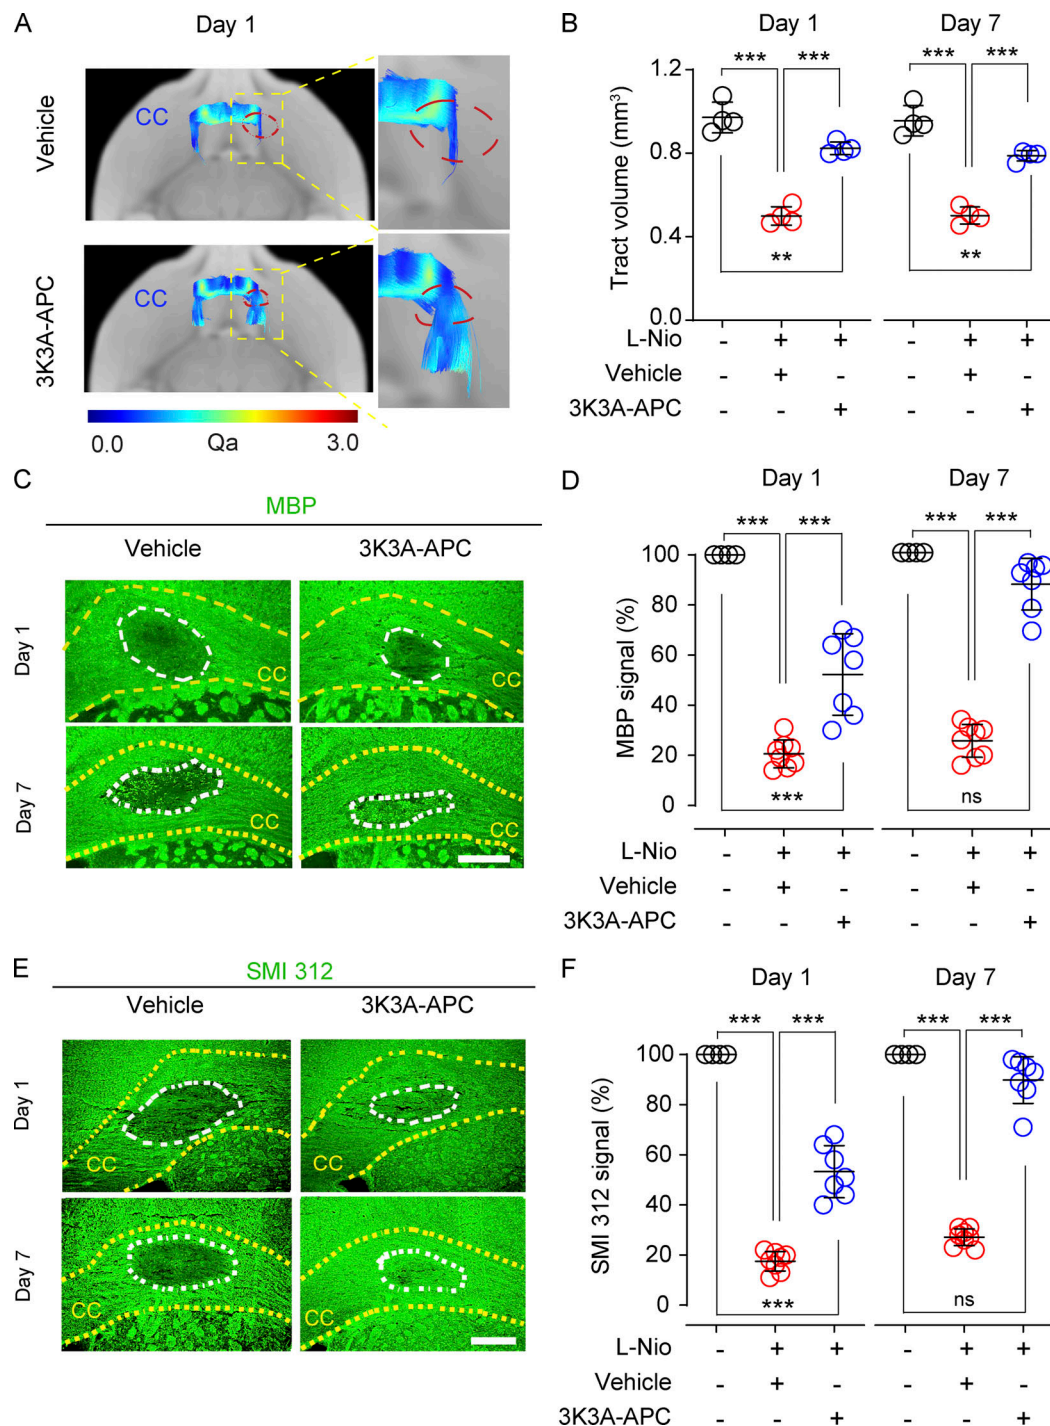 A
Day 1
Vehicle
CC
3K3A-APC
CC
0.0 Qa 3.0
B
Day 1 Day 7
*** *** *** ***
Tract volume (mm³)
1.2
0.8
0.4
0.0
** **
L-Nio - + + - + +
Vehicle - + - - + -
3K3A-APC - - + - - +
C
MBP
Vehicle 3K3A-APC
Day 1
CC CC
Day 7
CC CC
D
Day 1 Day 7
*** *** *** ***
MBP signal (%)
100
80
60
40
20
0
*** ns
L-Nio - + + - + +
Vehicle - + - - + -
3K3A-APC - - + - - +
E
SMI 312
Vehicle 3K3A-APC
Day 1
CC CC
Day 7
CC CC
F
Day 1 Day 7
*** *** *** ***
SMI 312 signal (%)
100
80
60
40
20
0
*** ns
L-Nio - + + - + +
Vehicle - + - - + -
3K3A-APC - - + - - +